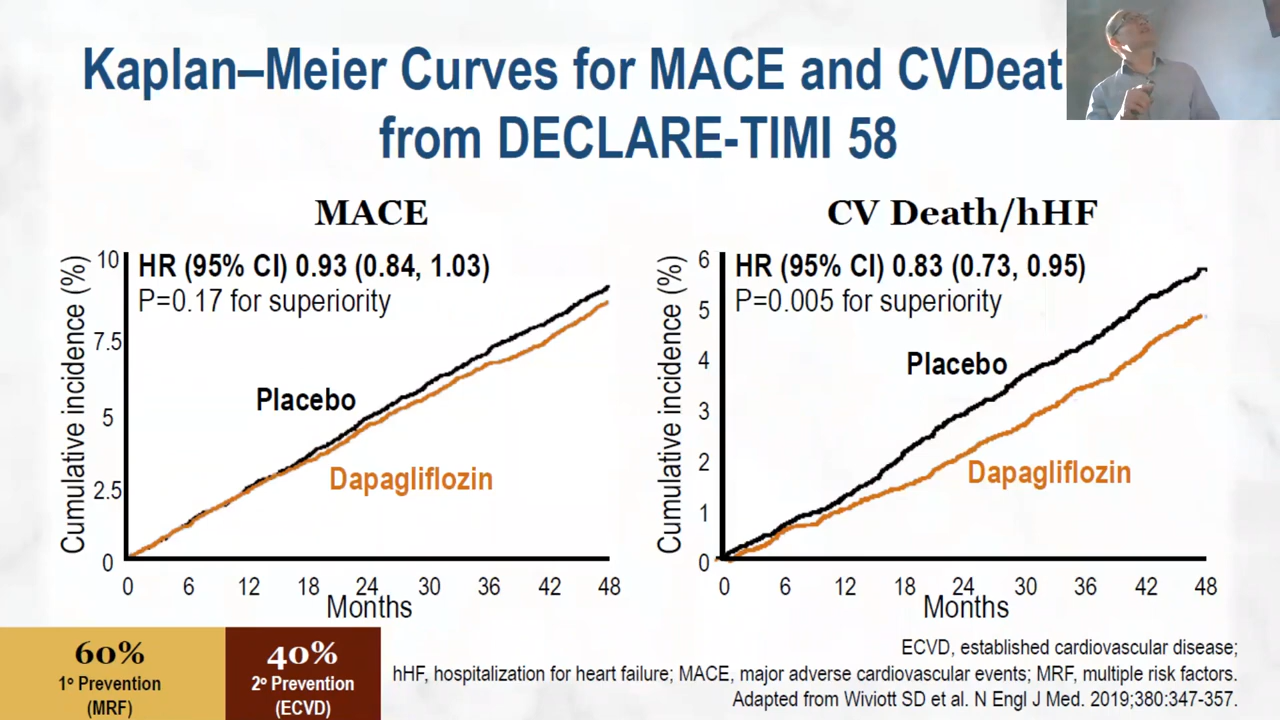 Kaplan–Meier Curves for MACE and CVDeat
from DECLARE-TIMI 58
MACE
Cumulative incidence (%)
10
7.5
5
2.5
0
HR (95% CI) 0.93 (0.84, 1.03)
P=0.17 for superiority
Placebo
Dapagliflozin
0 6 12 18 24 30 36 42 48
Months
CV Death/hHF
Cumulative incidence (%)
6
5
4
3
2
1
0
HR (95% CI) 0.83 (0.73, 0.95)
P=0.005 for superiority
Placebo
Dapagliflozin
0 6 12 18 24 30 36 42 48
Months
60%
1º Prevention
(MRF)
40%
2º Prevention
(ECVD)
ECVD, established cardiovascular disease;
hHF, hospitalization for heart failure; MACE, major adverse cardiovascular events; MRF, multiple risk factors.
Adapted from Wiviott SD et al. N Engl J Med. 2019;380:347-357.